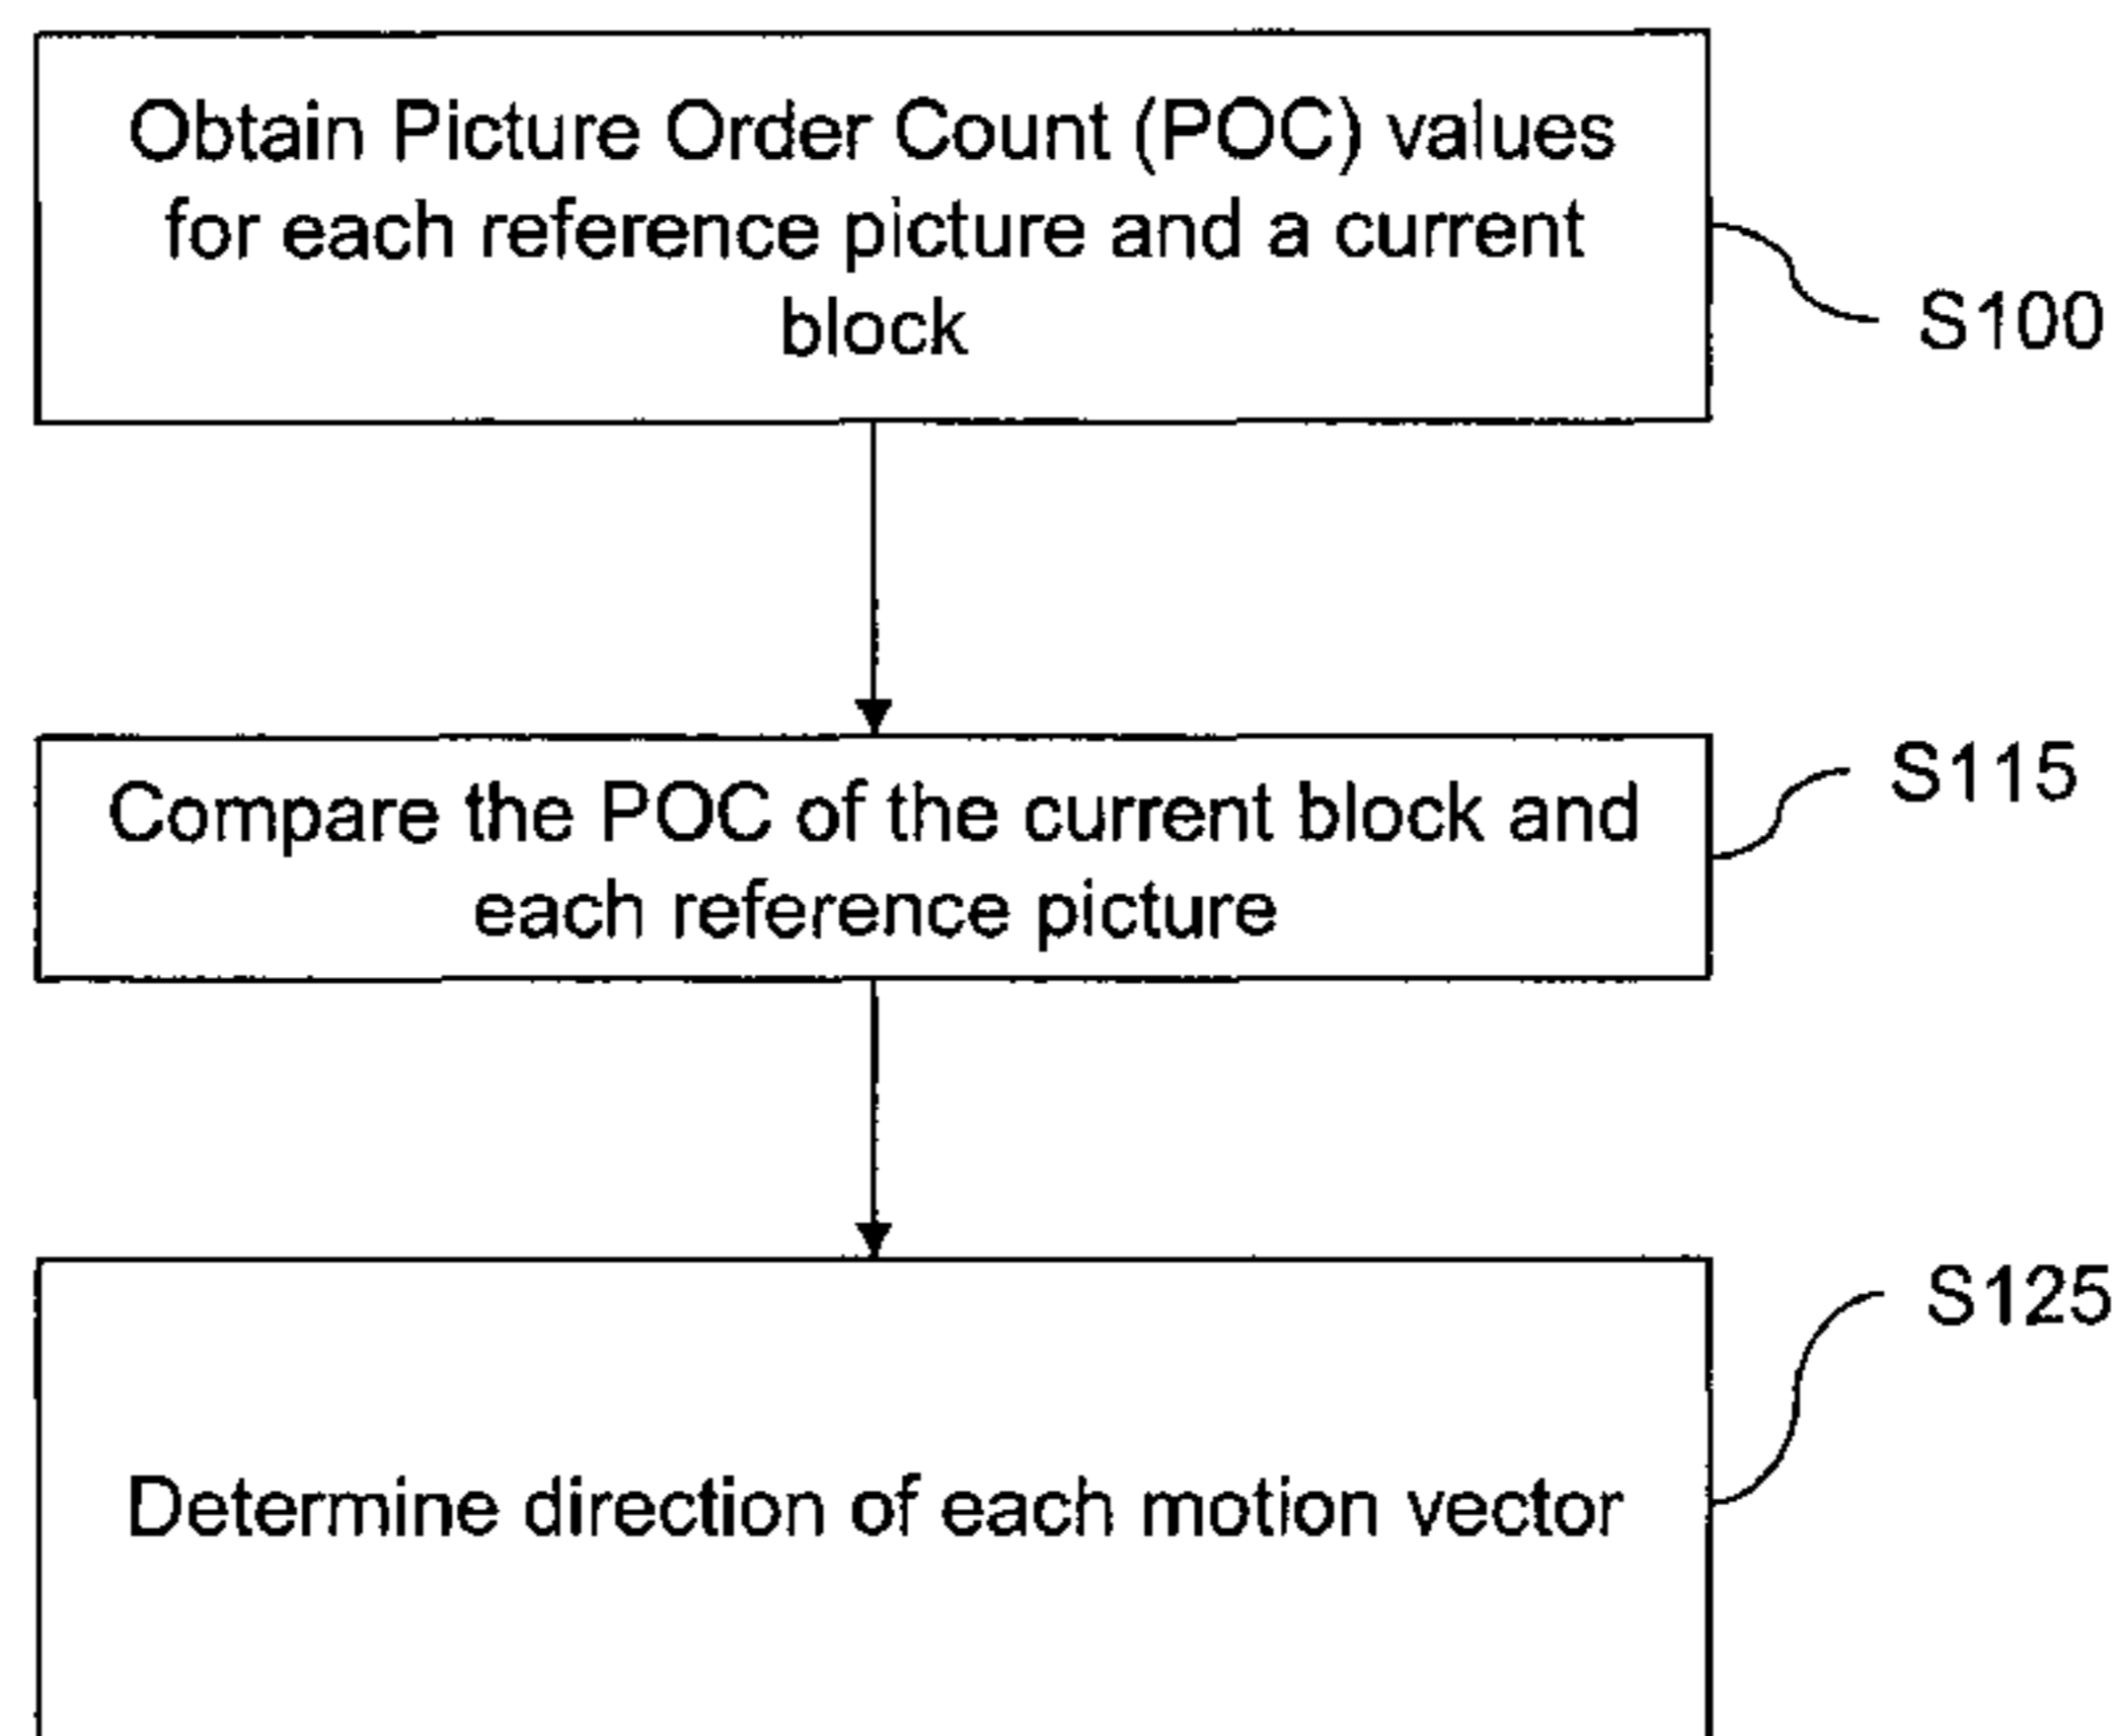 Obtain Picture Order Count (POC) values
for each reference picture and a current
block
S100
S115
Compare the POC of the current block and
each reference picture
S125
Determine direction of each motion vector